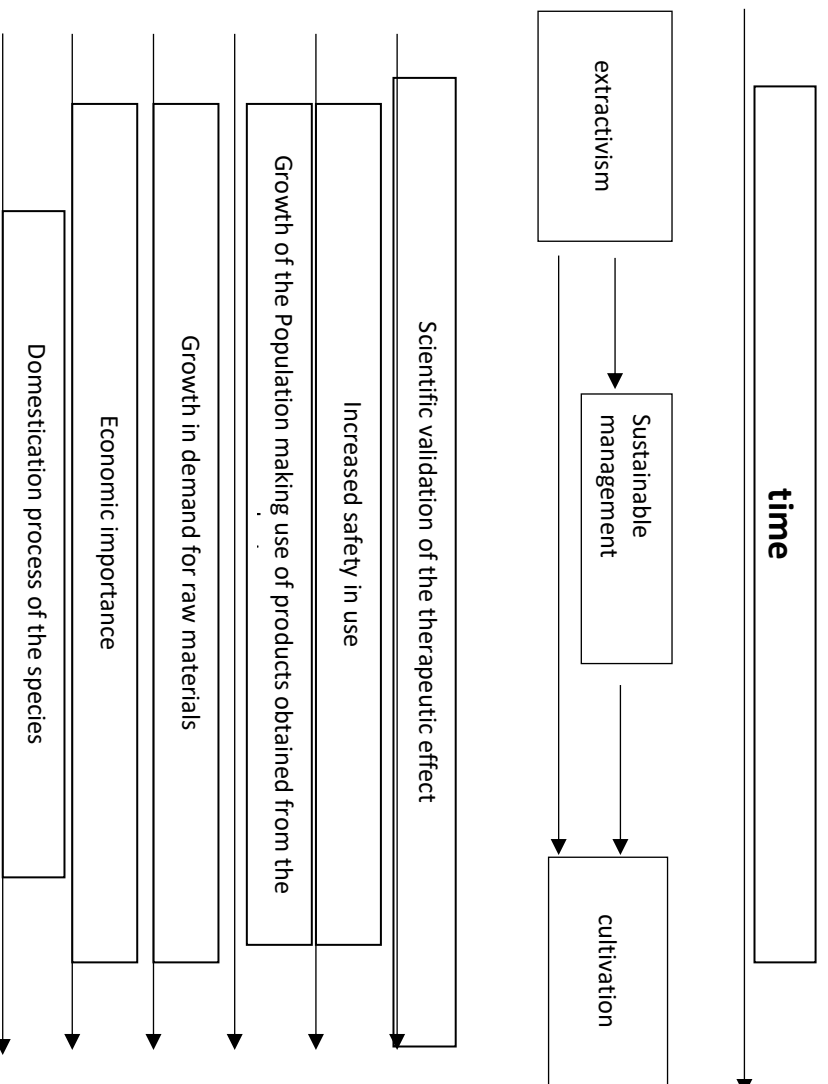 time
extractivism
Sustainable
management
cultivation
Scientific validation of the therapeutic effect
Increased safety in use
Growth of the Population making use of products obtained from the
Growth in demand for raw materials
Economic importance
Domestication process of the species